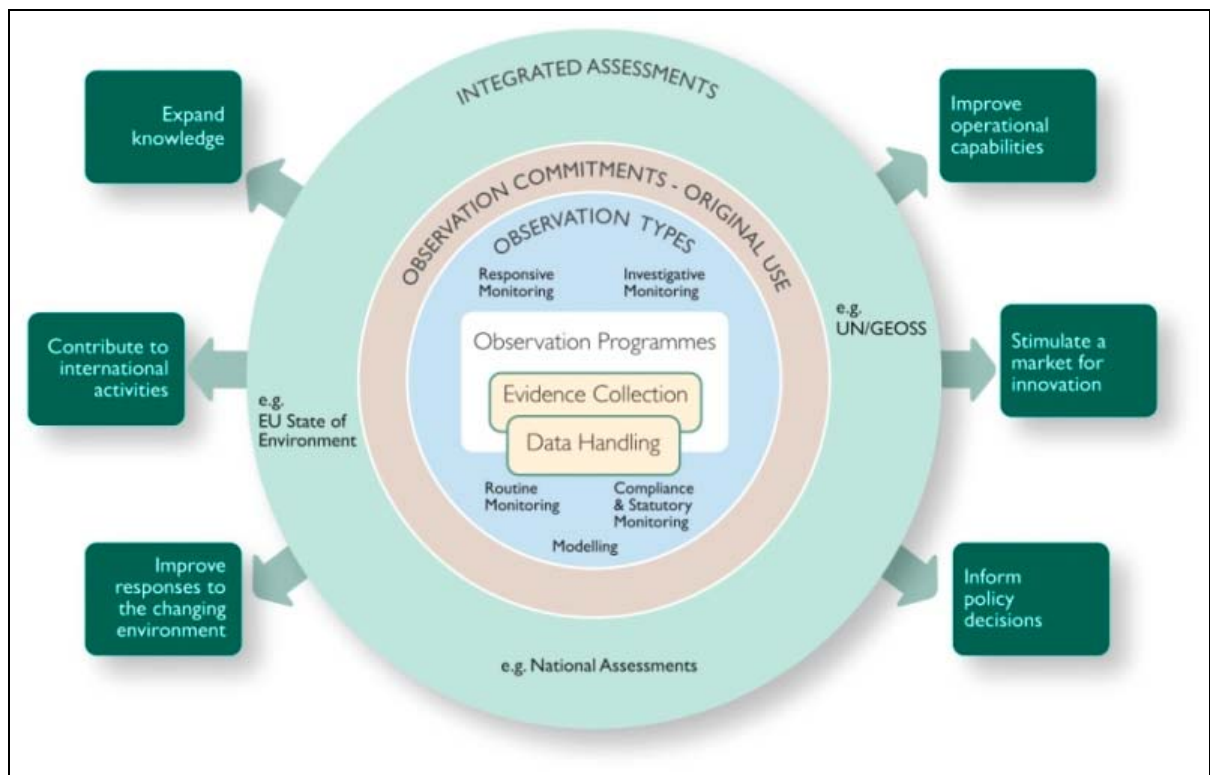 INTEGRATED ASSESSMENTS
OBSERVATION COMMITMENTS - ORIGINAL USE
OBSERVATION TYPES
Responsive
Monitoring
Investigative
Monitoring
Observation Programmes
Evidence Collection
Data Handling
Routine
Monitoring
Compliance
& Statutory
Monitoring
Modelling
e.g.
UN/GEOSS
e.g.
EU State of
Environment
e.g. National Assessments
Expand
knowledge
Contribute to
international
activities
Improve
responses to
the changing
environment
Improve
operational
capabilities
Stimulate a
market for
innovation
Inform
policy
decisions